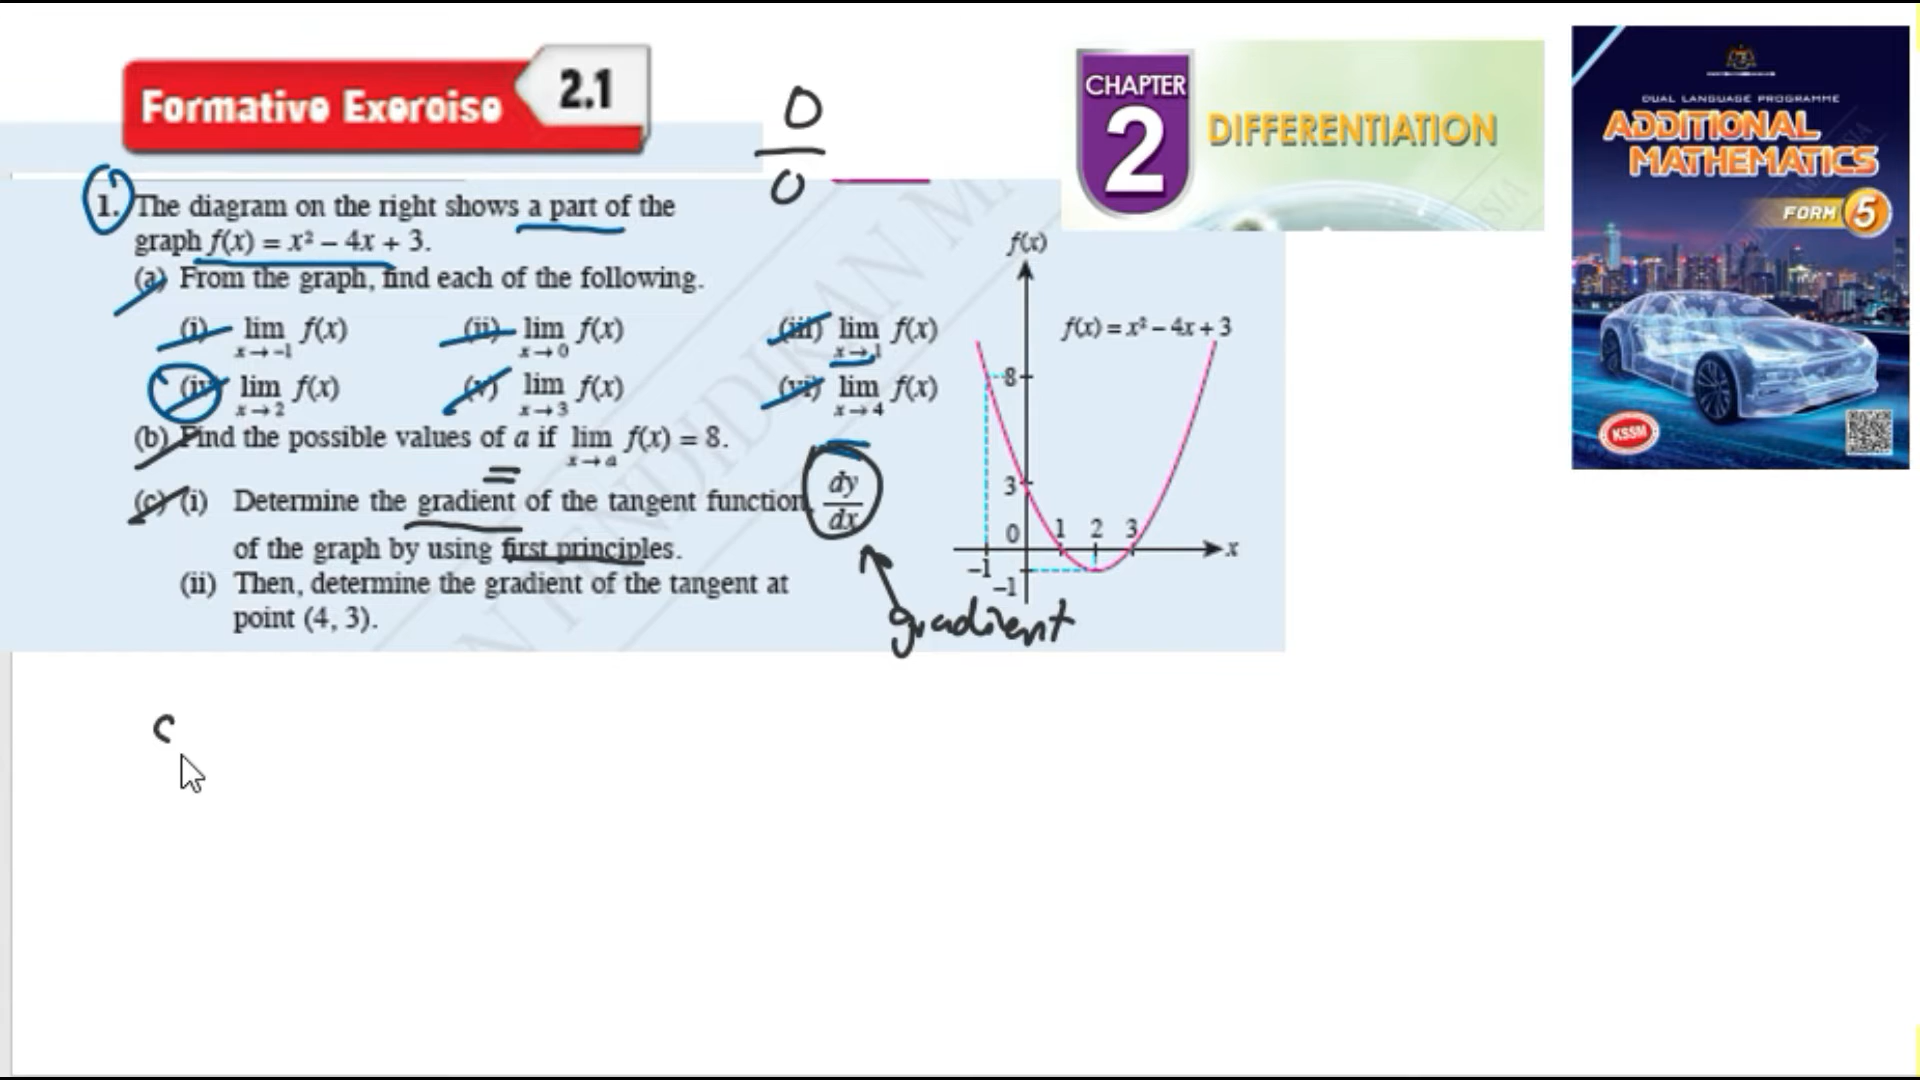 Formative Exercise 2.1
0
0
CHAPTER
2
DIFFERENTIATION
DUAL LANGUAGE PROGRAMME
ADDITIONAL
MATHEMATICS
FORM 5
KSSM
1. The diagram on the right shows a part of the
graph f(x) = x² – 4x + 3.
(a) From the graph, find each of the following.
(i) lim f(x) (ii) lim f(x) (iii) lim f(x)
x → –1 x → 0 x → 1
(iv) lim f(x) (v) lim f(x) (vi) lim f(x)
x → 2 x → 3 x → 4
(b) Find the possible values of a if lim f(x) = 8.
x → a
(c) (i) Determine the gradient of the tangent function, dy
dx
of the graph by using first principles.
(ii) Then, determine the gradient of the tangent at
point (4, 3).
f(x)
f(x) = x² – 4x + 3
8
3
0 1 2 3 x
–1
–1
gradient
c